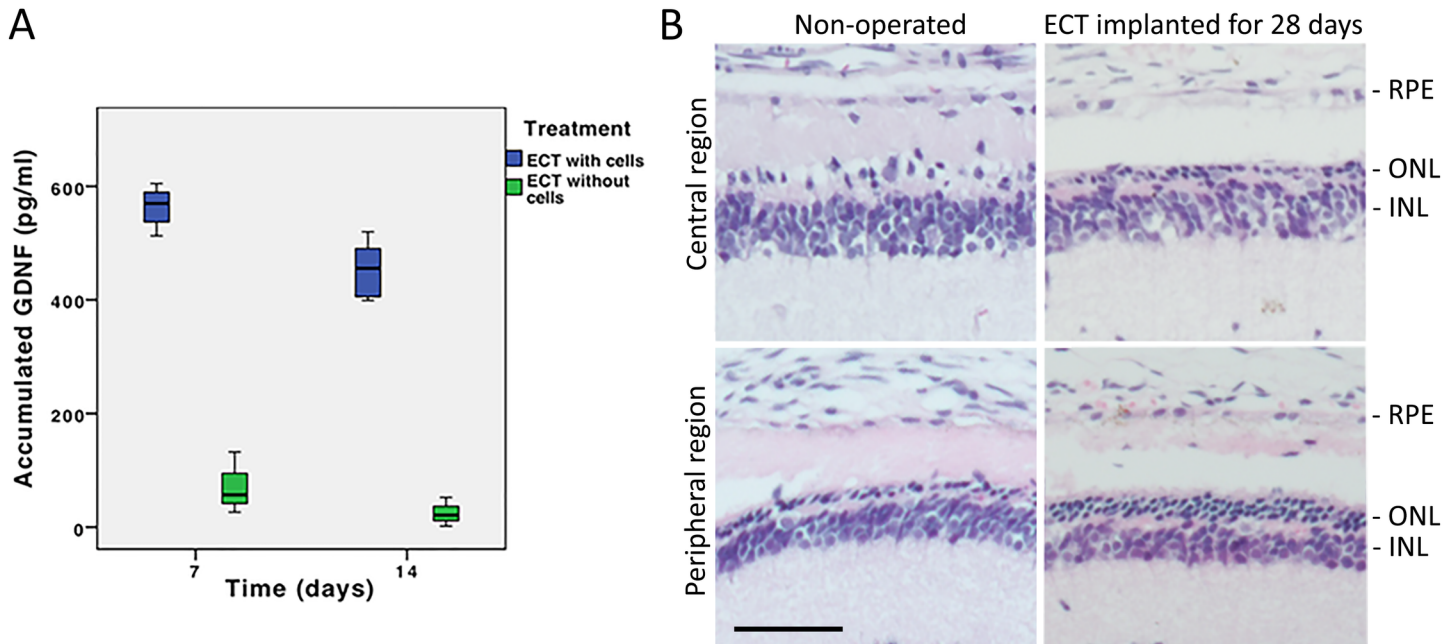 A
Accumulated GDNF (pg/ml)
600
400
200
0
7
14
Time (days)
Treatment
ECT with cells
ECT without
cells
B
Non-operated
ECT implanted for 28 days
Central region
- RPE
- ONL
- INL
Peripheral region
- RPE
- ONL
- INL